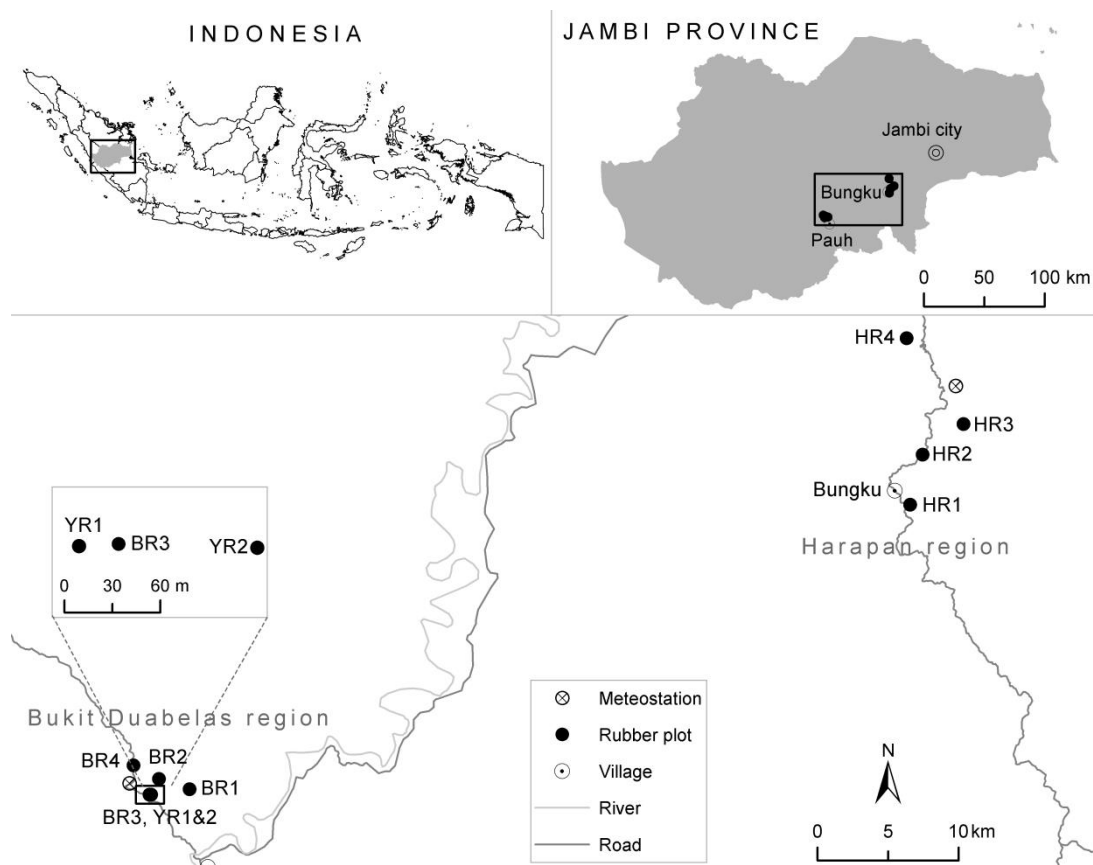 INDONESIA
JAMBI PROVINCE
Jambi city
Bungku
Pauh
0 50 100 km
HR4
HR3
HR2
Bungku
HR1
Harapan region
YR1
BR3
YR2
0 30 60 m
Bukit Duabelas region
BR4
BR2
BR1
BR3, YR1&2
Meteostation
Rubber plot
Village
River
Road
N
0 5 10 km